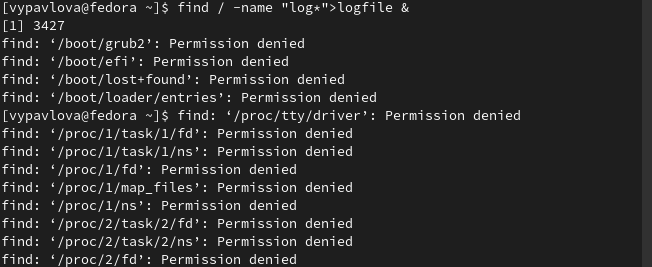 [vypavlova@fedora ~]$ find / -name "log*">logfile &
[1] 3427
find: ‘/boot/grub2’: Permission denied
find: ‘/boot/efi’: Permission denied
find: ‘/boot/lost+found’: Permission denied
find: ‘/boot/loader/entries’: Permission denied
[vypavlova@fedora ~]$ find: ‘/proc/tty/driver’: Permission denied
find: ‘/proc/1/task/1/fd’: Permission denied
find: ‘/proc/1/task/1/ns’: Permission denied
find: ‘/proc/1/fd’: Permission denied
find: ‘/proc/1/map_files’: Permission denied
find: ‘/proc/1/ns’: Permission denied
find: ‘/proc/2/task/2/fd’: Permission denied
find: ‘/proc/2/task/2/ns’: Permission denied
find: ‘/proc/2/fd’: Permission denied